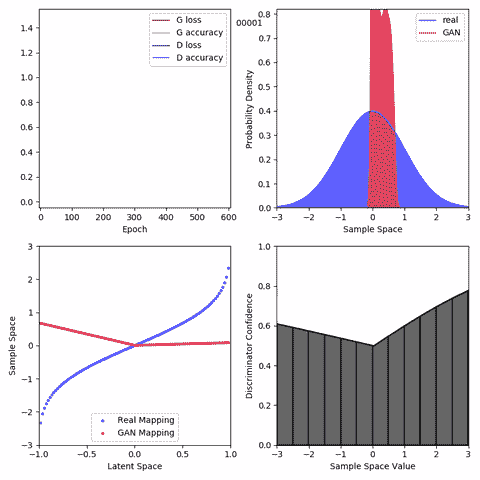 00001
G loss
G accuracy
D loss
D accuracy
1.4
1.2
1.0
0.8
0.6
0.4
0.2
0.0
0 100 200 300 400 500 600
Epoch
real
GAN
Probability Density
0.8
0.7
0.6
0.5
0.4
0.3
0.2
0.1
0.0
−3 −2 −1 0 1 2 3
Sample Space
Sample Space
3
2
1
0
−1
−2
−3
Real Mapping
GAN Mapping
−1.0 −0.5 0.0 0.5 1.0
Latent Space
Discriminator Confidence
1.0
0.8
0.6
0.4
0.2
0.0
−3 −2 −1 0 1 2 3
Sample Space Value